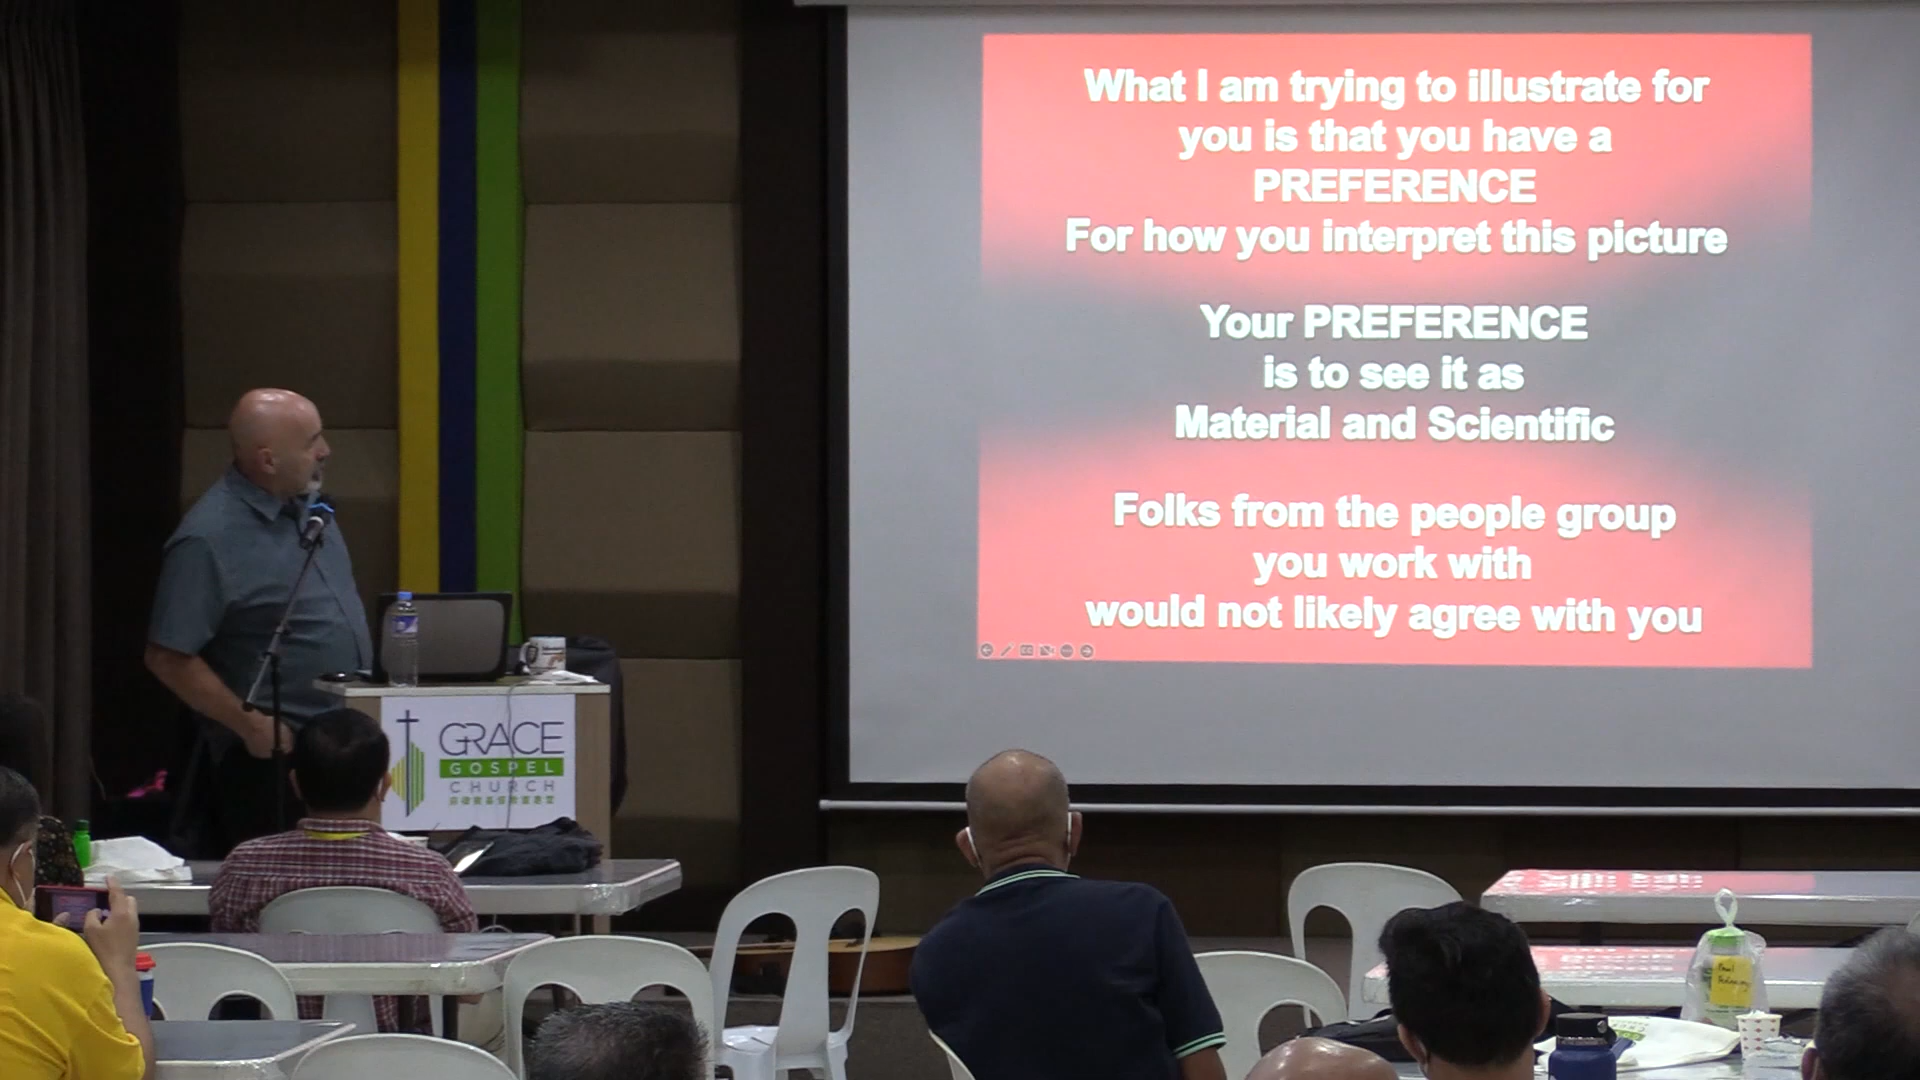 What I am trying to illustrate for
you is that you have a
PREFERENCE
For how you interpret this picture
Your PREFERENCE
is to see it as
Material and Scientific
Folks from the people group
you work with
would not likely agree with you
GRACE
GOSPEL
CHURCH